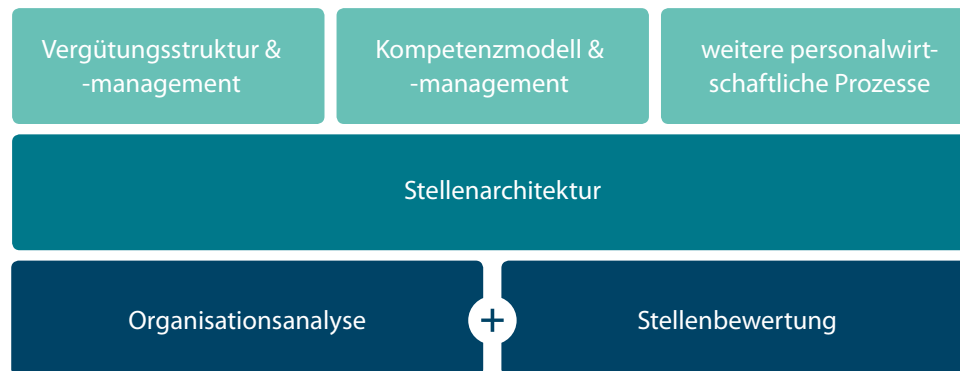 Vergütungsstruktur &
-management
Kompetenzmodell &
-management
weitere personalwirt-
schaftliche Prozesse
Stellenarchitektur
Organisationsanalyse
+
Stellenbewertung